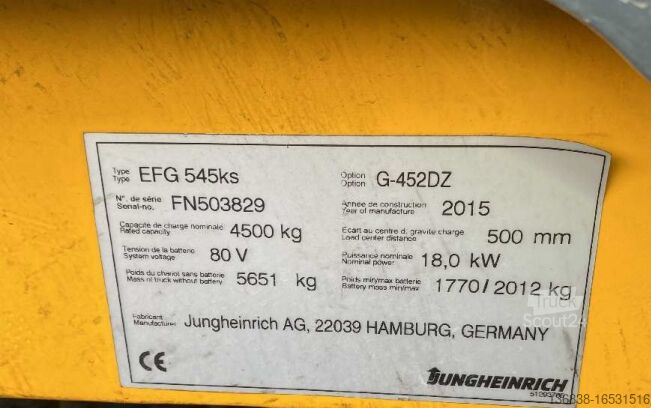 Type EFG 545ks Option G-452DZ
Type Option
N°. de série FN503829 Année de construction 2015
Serial-no. Year of manufacture
Capacité de charge nominale 4500 kg Ecart au centre d. gravité charge 500 mm
Rated capacity Load center distance
Tension de la batterie 80 V Puissance nominale 18,0 kW
System voltage Nominal power
Poids du chariot sans batterie 5651 kg Poids min/max batterie 1770/2012 kg
Mass of truck without battery Battery mass min/max
Fabricant Jungheinrich AG, 22039 HAMBURG, GERMANY
Manufacturer
CE JUNGHEINRICH
Truck
Scout24
136838-16531516